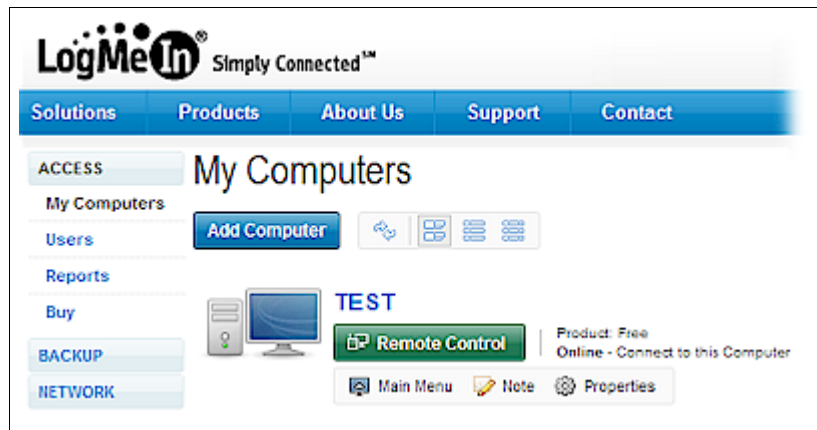 LogMeIn® Simply Connected℠
Solutions Products About Us Support Contact
ACCESS
My Computers
Users
Reports
Buy
BACKUP
NETWORK
My Computers
Add Computer
TEST
Remote Control
Product: Free
Online - Connect to this Computer
Main Menu Note Properties